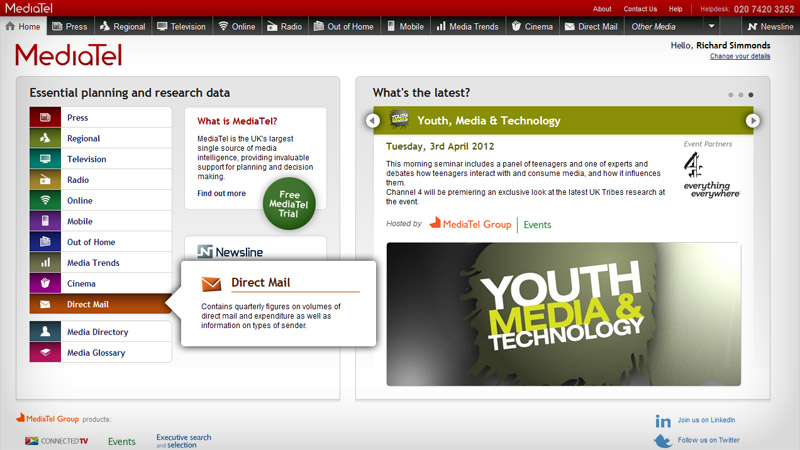 MediaTel
About
Contact Us
Help
Helpdesk: 020 7420 3252
Home
Press
Regional
Television
Online
Radio
Out of Home
Mobile
Media Trends
Cinema
Direct Mail
Other Media
Newsline
MediaTel
Hello, Richard Simmonds
Change your details
Essential planning and research data
Press
Regional
Television
Radio
Online
Mobile
Out of Home
Media Trends
Cinema
Direct Mail
Media Directory
Media Glossary
What is MediaTel?
MediaTel is the UK's largest
single source of media
intelligence, providing invaluable
support for planning and decision
making.
Find out more
Free
MediaTel
Trial
Newsline
Direct Mail
Contains quarterly figures on volumes of
direct mail and expenditure as well as
information on types of sender.
What's the latest?
YOUTH
MEDIA &
Youth, Media & Technology
Tuesday, 3rd April 2012
This morning seminar includes a panel of teenagers and one of experts and
debates how teenagers interact with and consume media, and how it influences
them.
Channel 4 will be premiering an exclusive look at the latest UK Tribes research at
the event.
Event Partners
4
everything
everywhere
Hosted by MediaTel Group | Events
YOUTH
MEDIA &
TECHNOLOGY
MediaTel Group products:
CONNECTEDTV
Events
Executive search
and selection
Join us on LinkedIn
Follow us on Twitter